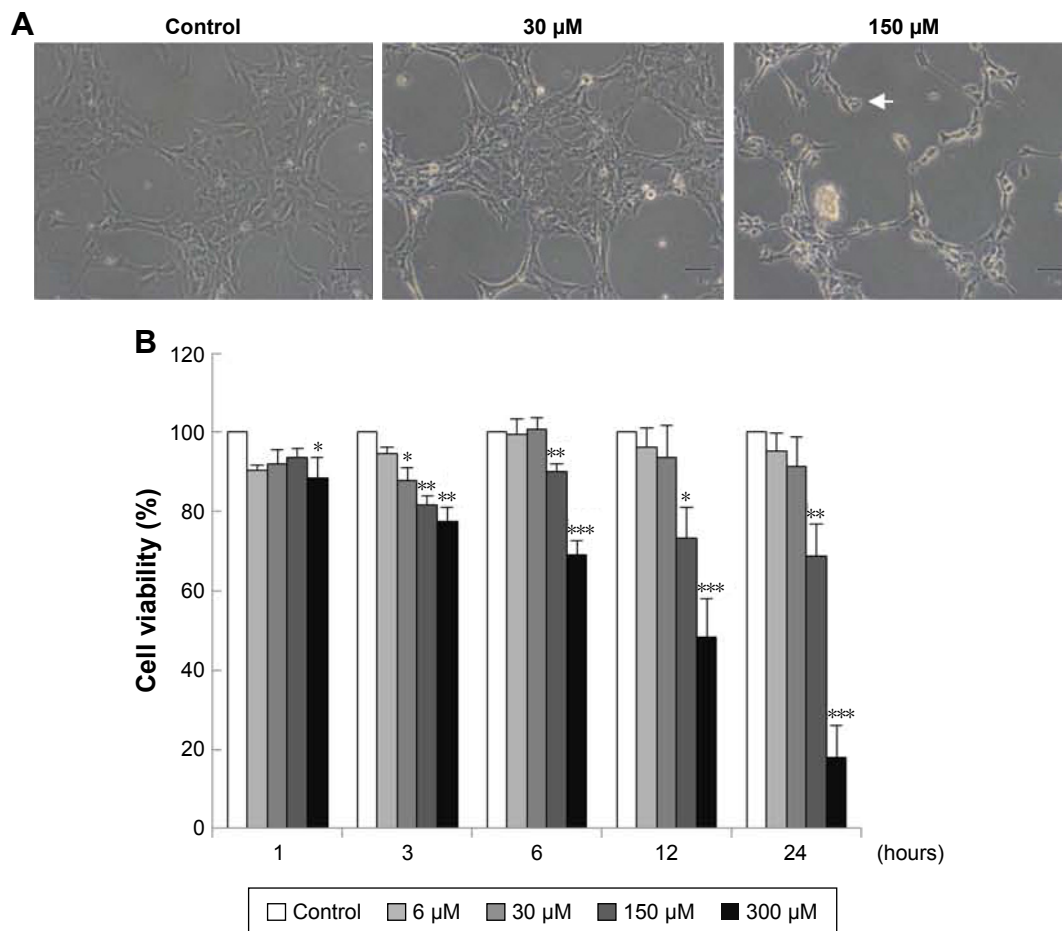 A
Control 30 µM 150 µM
B
Cell viability (%)
120
100
80
60
40
20
0
*
* ** **
** ***
* ***
** ***
1 3 6 12 24 (hours)
Control 6 µM 30 µM 150 µM 300 µM